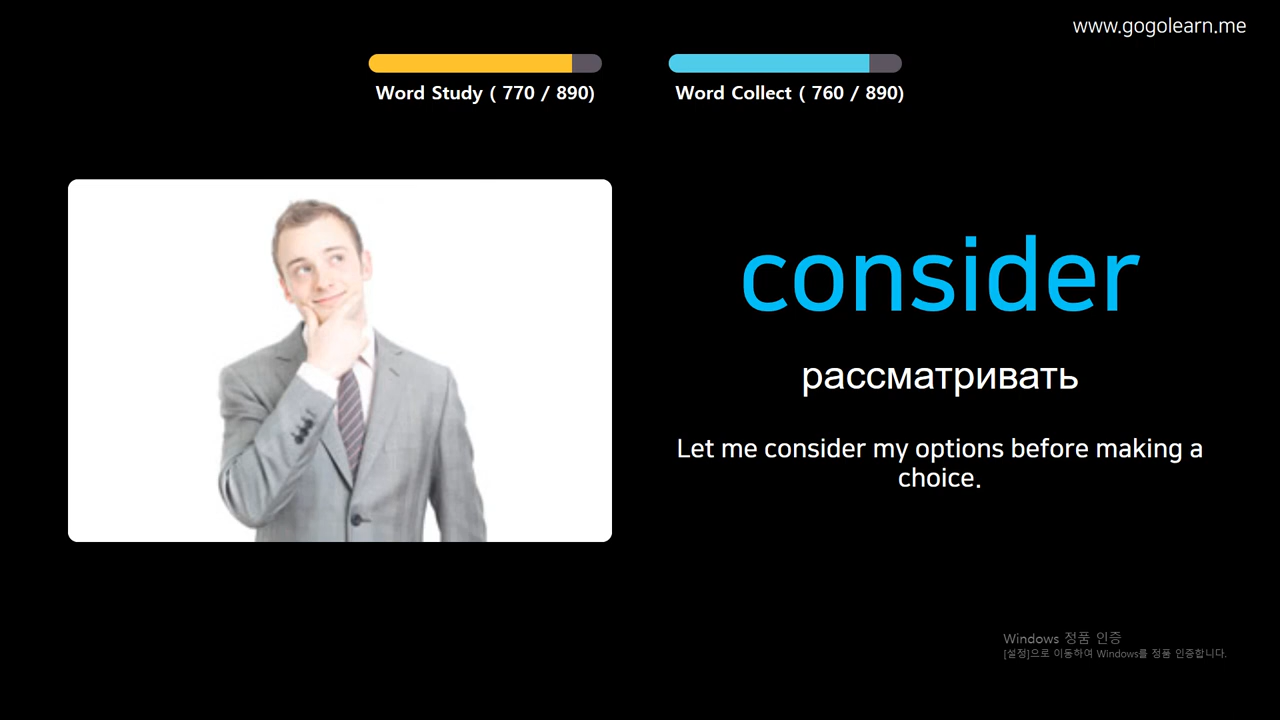 www.gogolearn.me
Word Study ( 770 / 890)
Word Collect ( 760 / 890)
consider
рассматривать
Let me consider my options before making a
choice.
Windows 정품 인증
[설정]으로 이동하여 Windows를 정품 인증합니다.